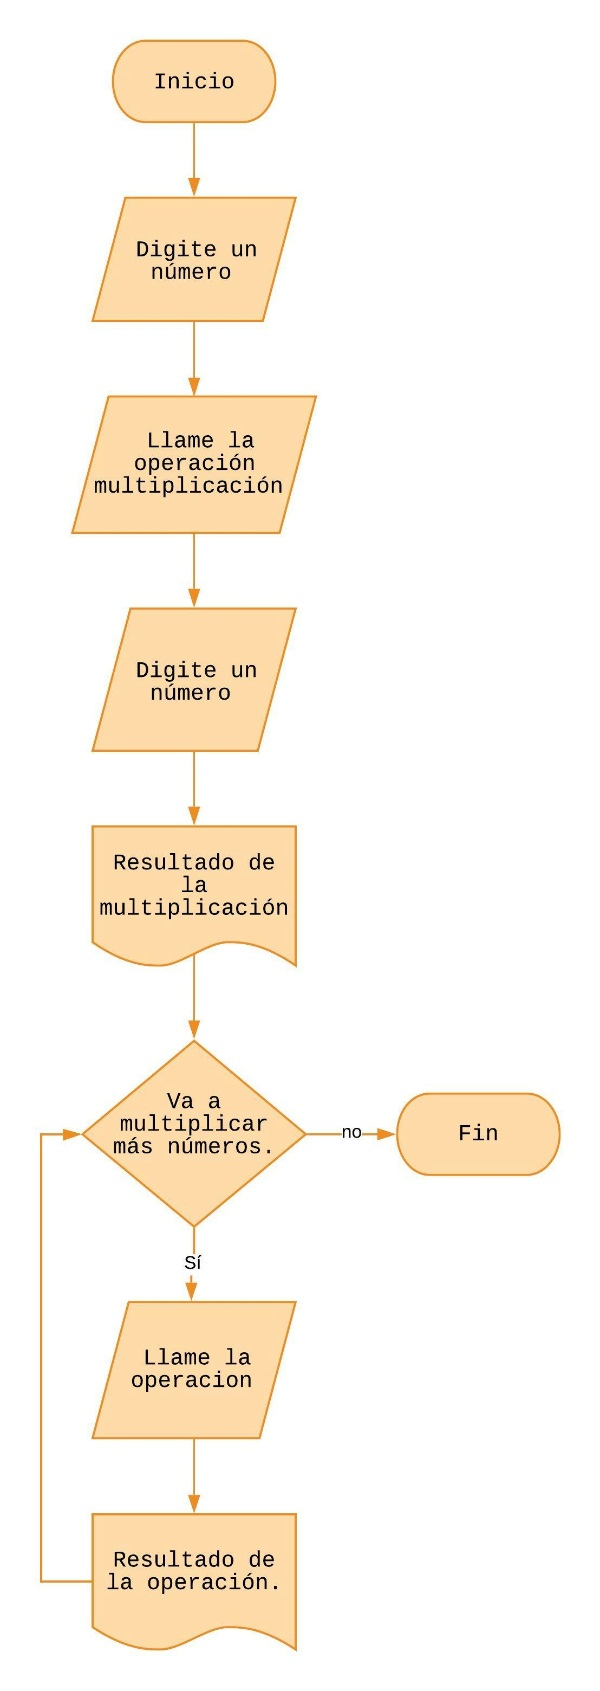 Inicio
Digite un
número
Llame la
operación
multiplicación
Digite un
número
Resultado de
la
multiplicación
Va a
multiplicar
más números.
no
Fin
Sí
Llame la
operacion
Resultado de
la operación.